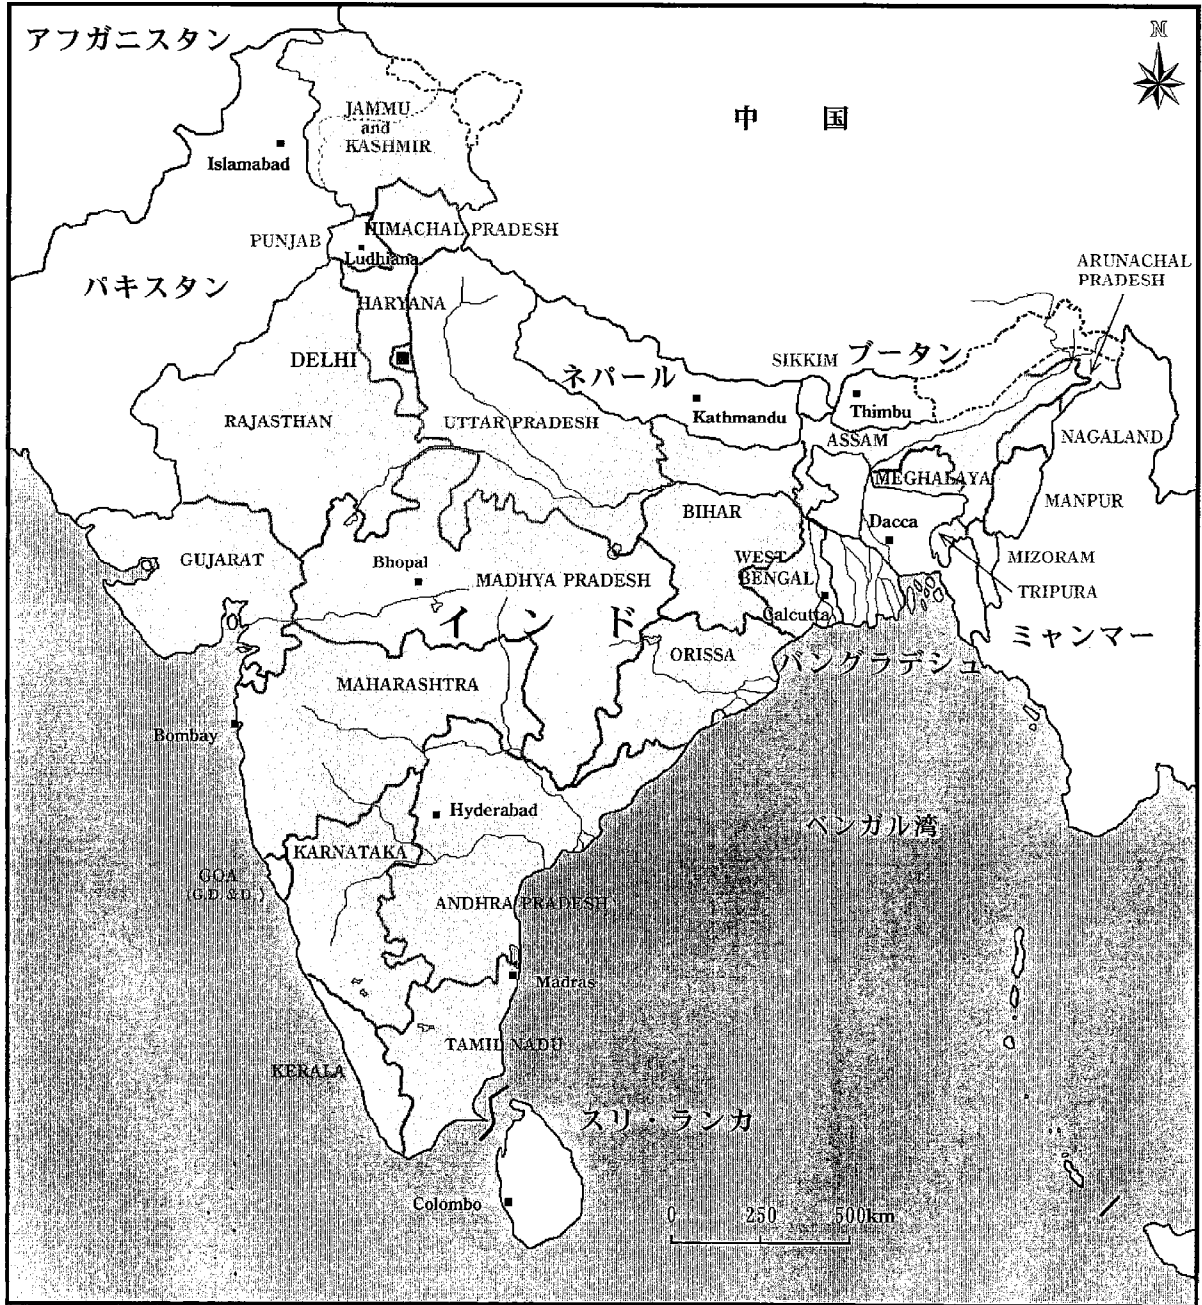 アフガニスタン
N
中 国
JAMMU
and
KASHMIR
Islamabad
HIMACHAL PRADESH
PUNJAB
Ludhiana
パキスタン
ARUNACHAL
PRADESH
HARYANA
DELHI
SIKKIM
ブータン
ネパール
Kathmandu
Thimbu
RAJASTHAN
UTTAR PRADESH
ASSAM
NAGALAND
MEGHALAYA
MANPUR
BIHAR
Dacca
GUJARAT
Bhopal
MADHYA PRADESH
WEST
BENGAL
MIZORAM
TRIPURA
Calcutta
インド
ミャンマー
ORISSA
バングラデシュ
MAHARASHTRA
Bombay
Hyderabad
ベンガル湾
KARNATAKA
GOA
(G.D.&D.)
ANDHRA PRADESH
Madras
TAMIL NADU
KERALA
スリ・ランカ
Colombo
0 250 500km